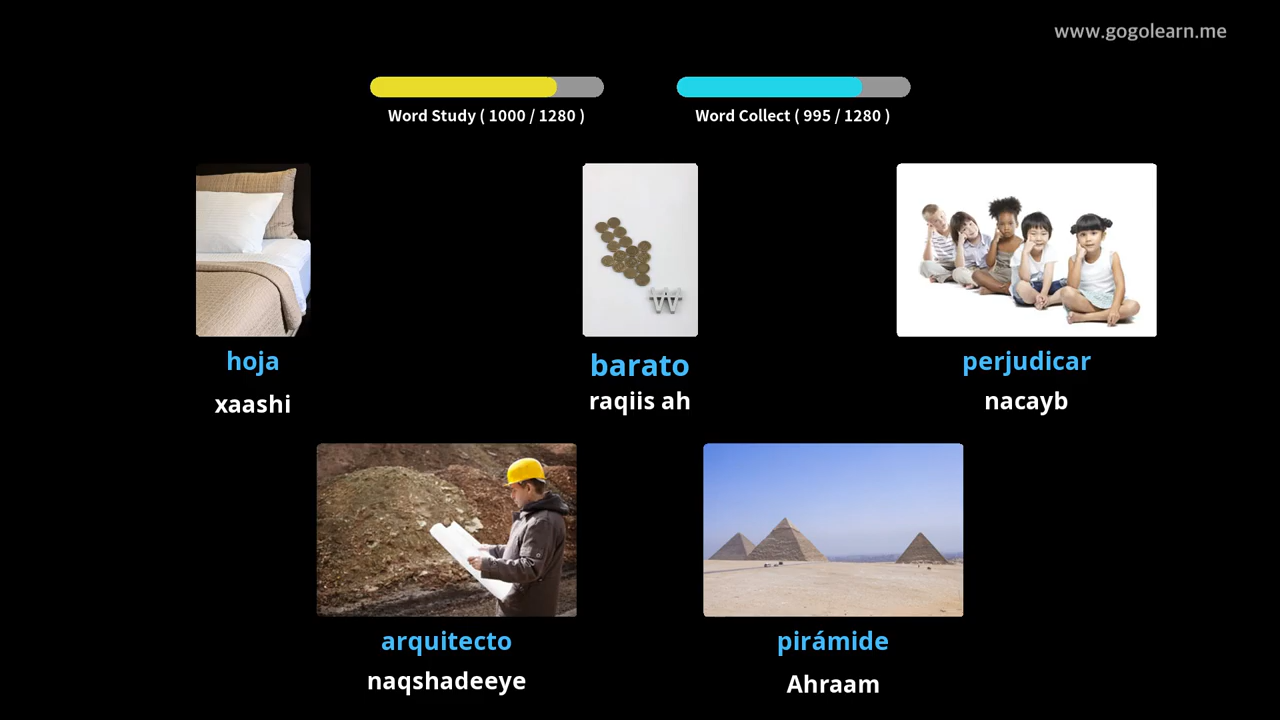 www.gogolearn.me
Word Study ( 1000 / 1280 )
Word Collect ( 995 / 1280 )
hoja
xaashi
barato
raqiis ah
perjudicar
nacayb
arquitecto
naqshadeeye
pirámide
Ahraam